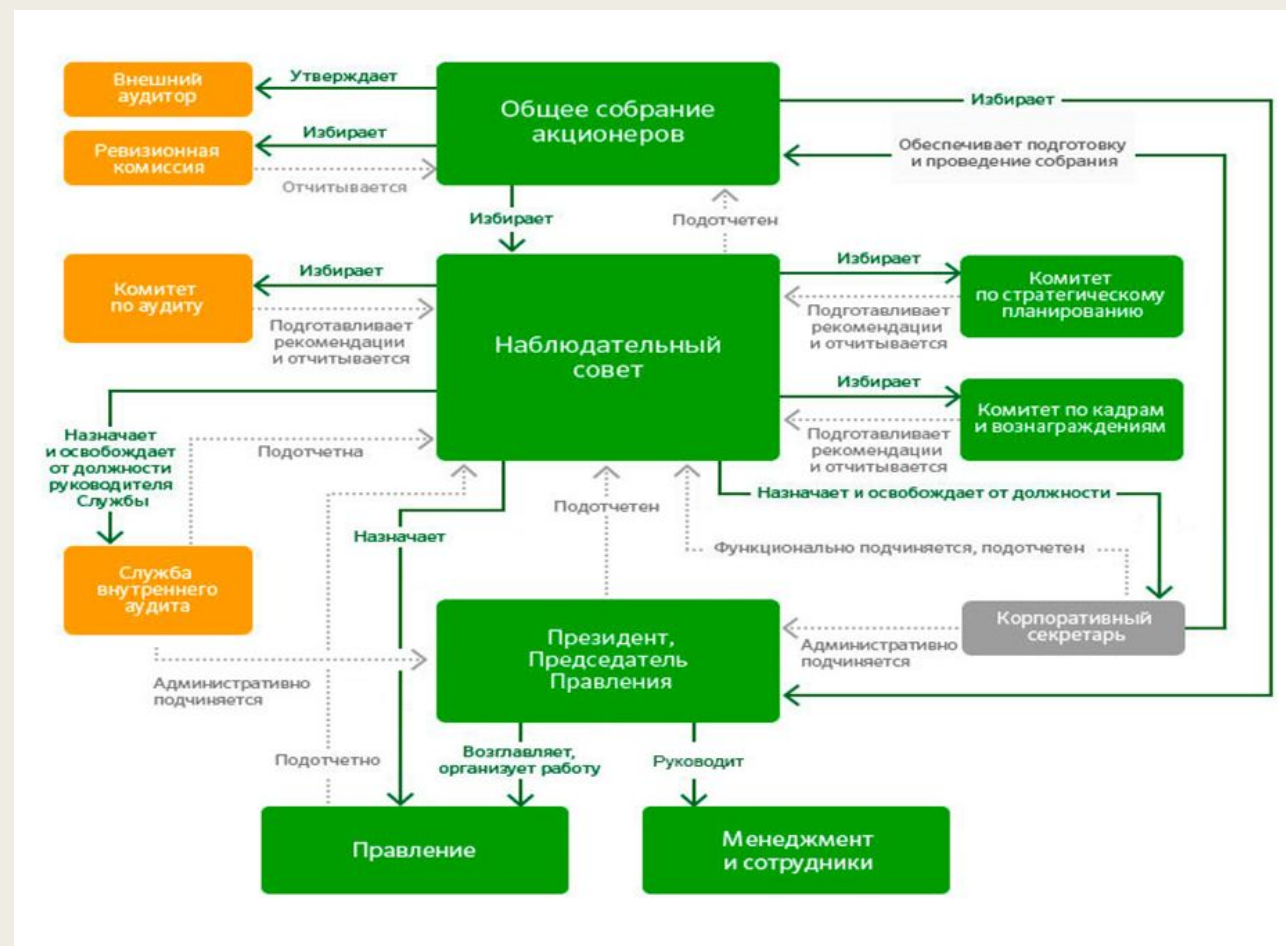 Внешний
аудитор
Утверждает
Общее собрание
акционеров
Избирает
Ревизионная
комиссия
Избирает
Отчитывается
Обеспечивает подготовку
и проведение собрания
Избирает
Подотчетен
Комитет
по аудиту
Избирает
Подготавливает
рекомендации
и отчитывается
Наблюдательный
совет
Избирает
Подготавливает
рекомендации
и отчитывается
Комитет
по стратегическому
планированию
Избирает
Подготавливает
рекомендации
и отчитывается
Комитет по кадрам
и вознаграждениям
Назначает
и освобождает
от должности
руководителя
Службы
Подотчетна
Назначает
Подотчетен
Назначает и освобождает от должности
Функционально подчиняется, подотчетен
Служба
внутреннего
аудита
Президент,
Председатель
Правления
Административно
подчиняется
Корпоративный
секретарь
Административно
подчиняется
Подотчетно
Возглавляет,
организует работу
Руководит
Правление
Менеджмент
и сотрудники